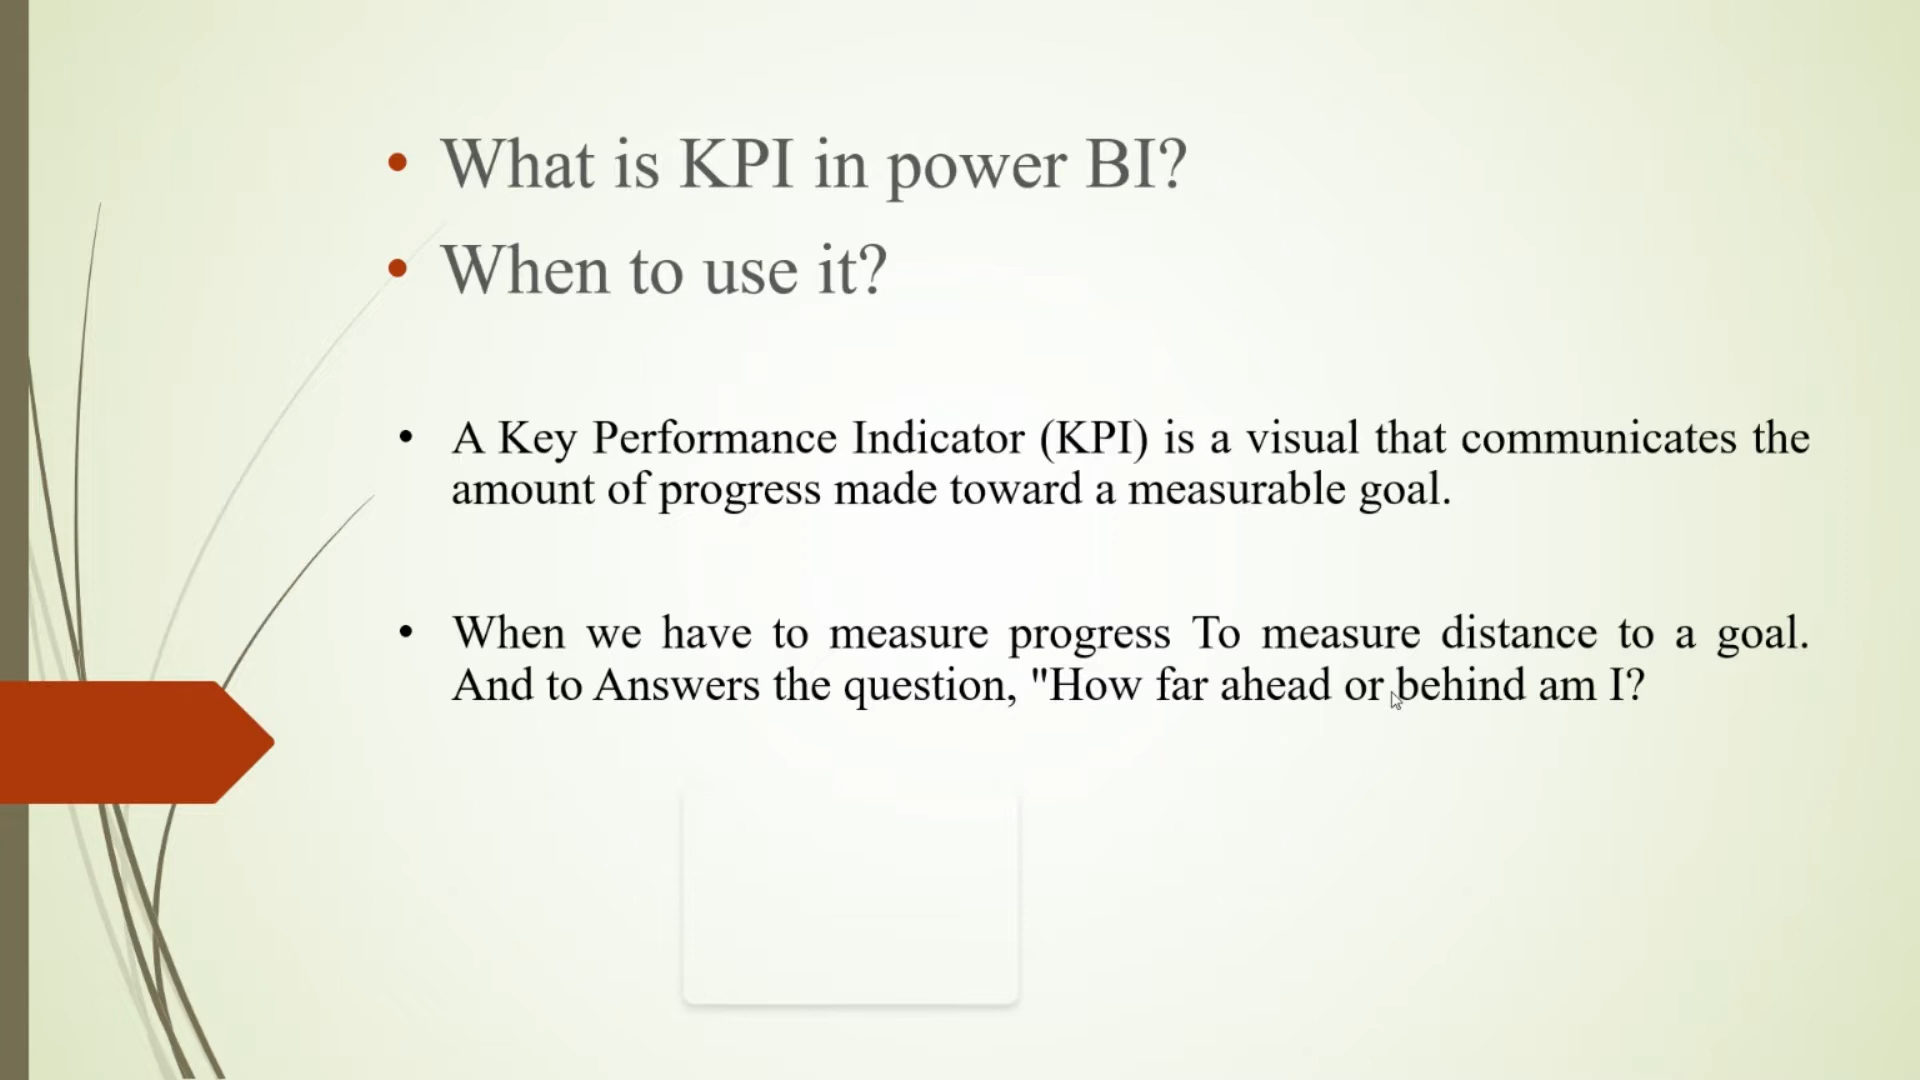 • What is KPI in power BI?
• When to use it?
• A Key Performance Indicator (KPI) is a visual that communicates the
amount of progress made toward a measurable goal.
• When we have to measure progress To measure distance to a goal.
And to Answers the question, "How far ahead or behind am I?